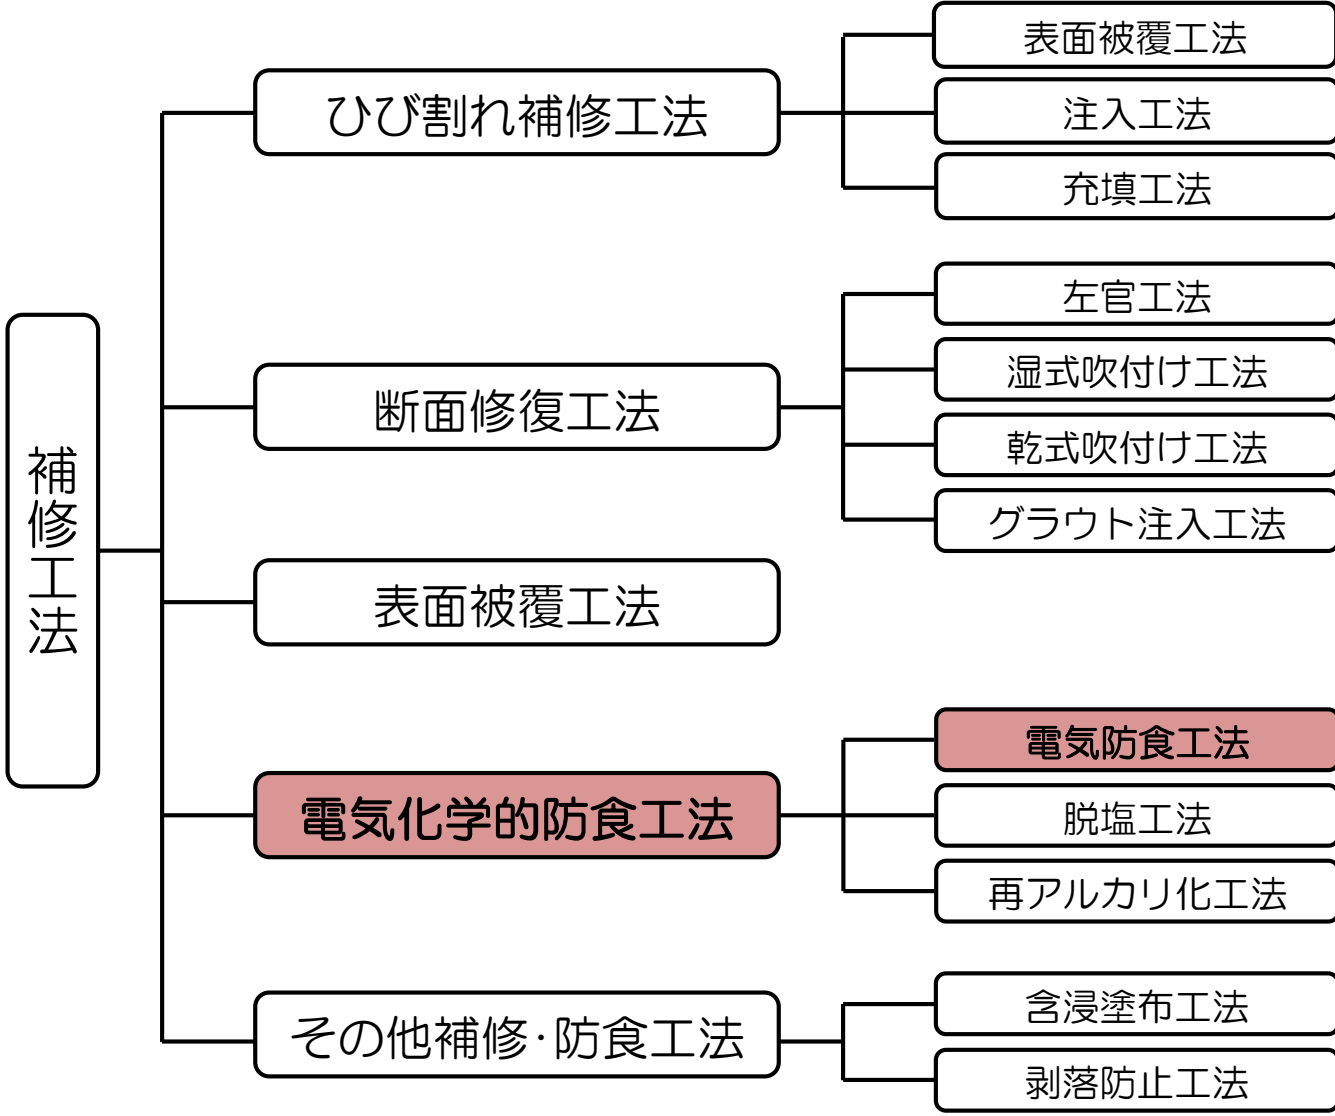 補修工法
ひび割れ補修工法
表面被覆工法
注入工法
充填工法
断面修復工法
左官工法
湿式吹付け工法
乾式吹付け工法
グラウト注入工法
表面被覆工法
電気化学的防食工法
電気防食工法
脱塩工法
再アルカリ化工法
その他補修･防食工法
含浸塗布工法
剥落防止工法